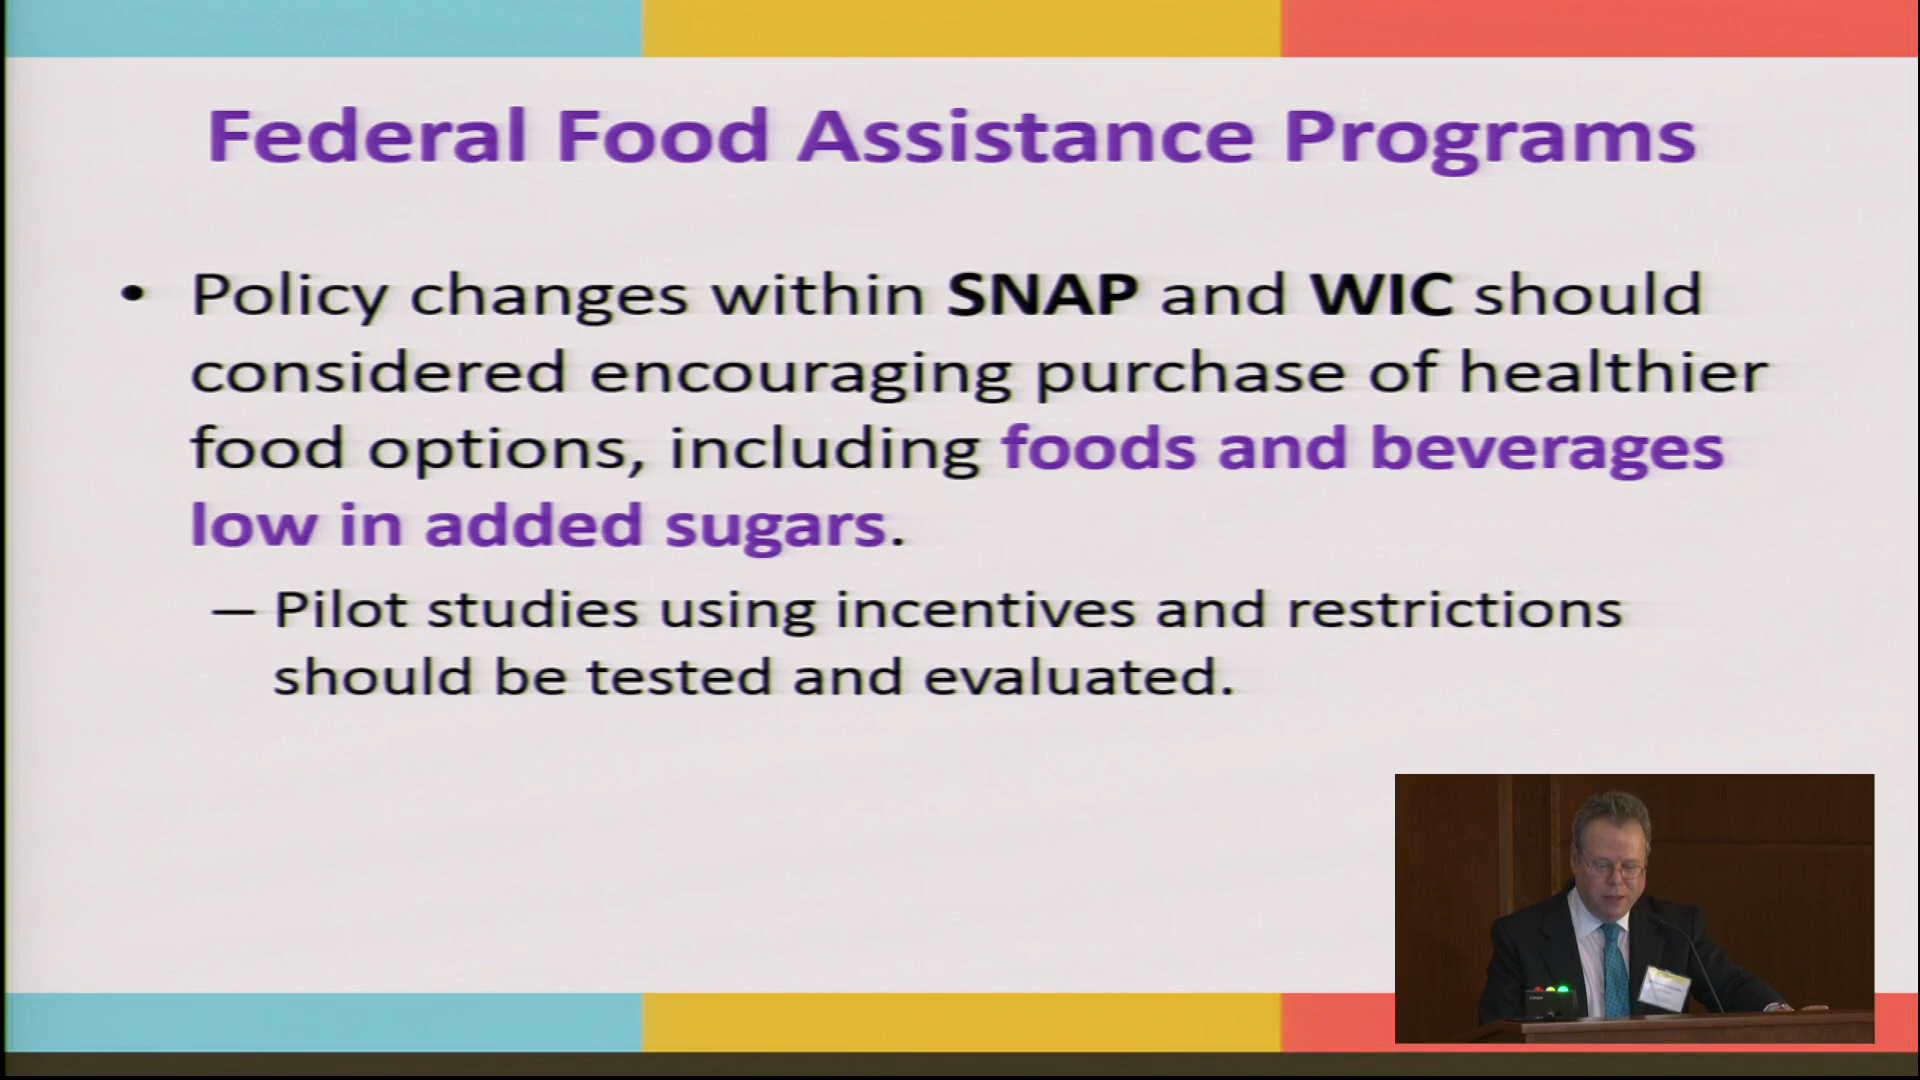 Federal Food Assistance Programs
• Policy changes within SNAP and WIC should
considered encouraging purchase of healthier
food options, including foods and beverages
low in added sugars.
– Pilot studies using incentives and restrictions
should be tested and evaluated.